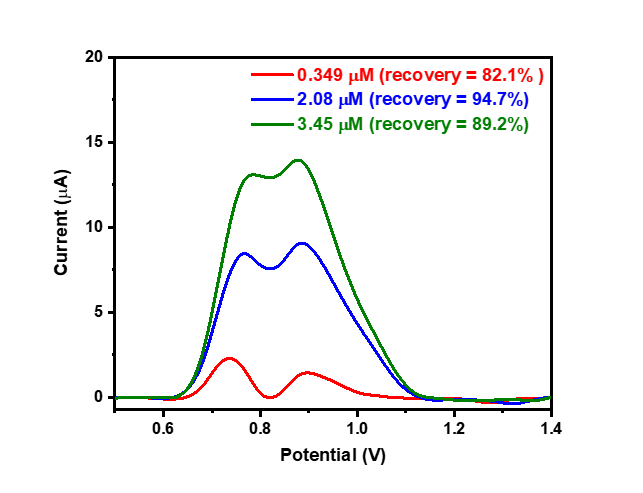 20
15
10
5
0
Current (μA)
0.349 μM (recovery = 82.1% )
2.08 μM (recovery = 94.7%)
3.45 μM (recovery = 89.2%)
0.6 0.8 1.0 1.2 1.4
Potential (V)